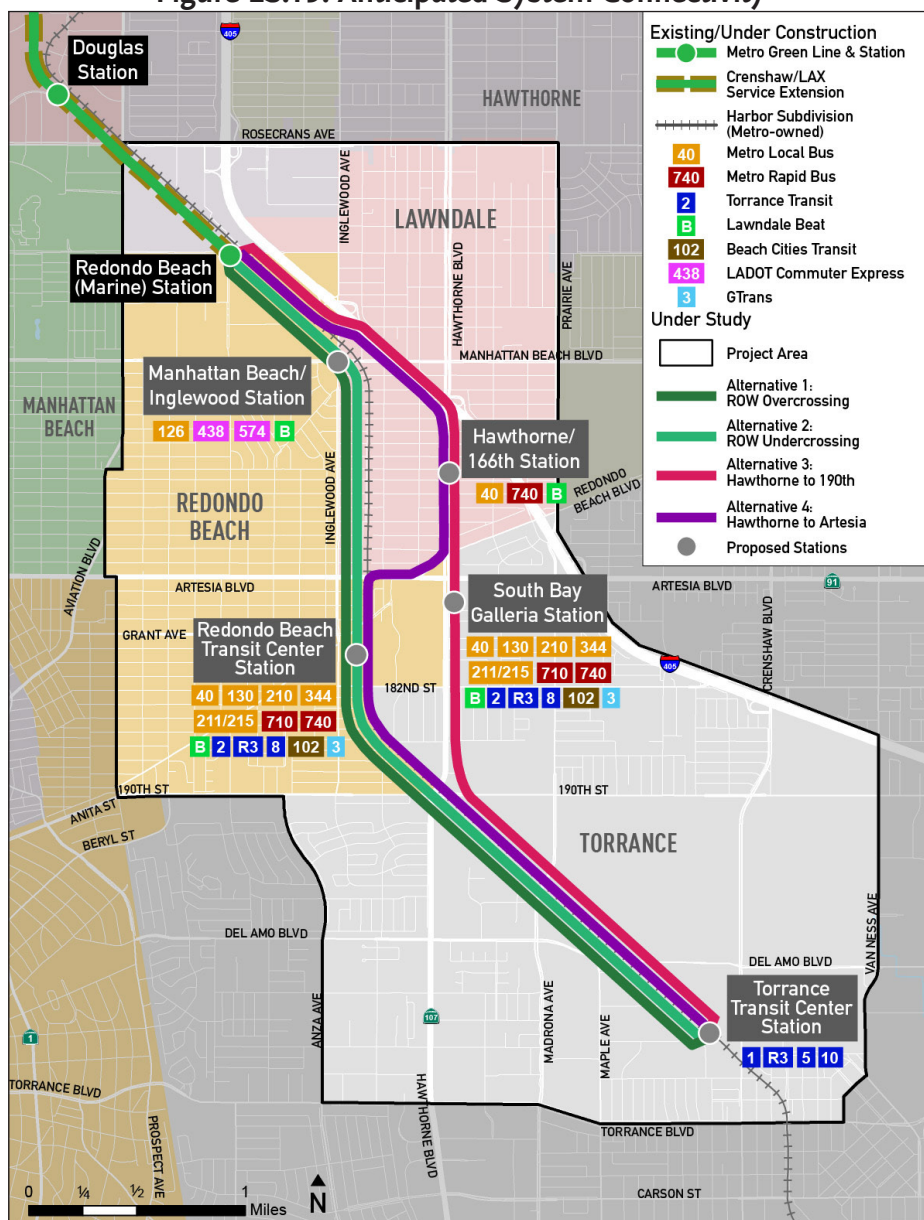 Figure ES.19: Anticipated System Connectivity
Douglas
Station
405
HAWTHORNE
ROSECRANS AVE
INGLEWOOD AVE
LAWNDALE
HAWTHORNE BLVD
PRAIRIE AVE
Redondo Beach
(Marine) Station
MANHATTAN BEACH BLVD
Manhattan Beach/
Inglewood Station
126 438 574 B
MANHATTAN
BEACH
Hawthorne/
166th Station
40 740 B
REDONDO
BEACH BLVD
REDONDO
BEACH
INGLEWOOD AVE
AVIATION BLVD
ARTESIA BLVD
ARTESIA BLVD
91
GRANT AVE
Redondo Beach
Transit Center
Station
40 130 210 344
211/215 710 740
B 2 R3 8 102 3
182ND ST
South Bay
Galleria Station
40 130 210 344
211/215 710 740
B 2 R3 8 102 3
405
CRENSHAW BLVD
190TH ST
190TH ST
ANITA ST
BERYL ST
TORRANCE
DEL AMO BLVD
DEL AMO BLVD
VAN NESS AVE
ANZA AVE
107
MADRONA AVE
MAPLE AVE
Torrance
Transit Center
Station
1 R3 5 10
1
TORRANCE BLVD
PROSPECT AVE
HAWTHORNE BLVD
TORRANCE BLVD
CARSON ST
0 ¼ ½ 1
Miles
N
Existing/Under Construction
Metro Green Line & Station
Crenshaw/LAX
Service Extension
Harbor Subdivision
(Metro-owned)
40 Metro Local Bus
740 Metro Rapid Bus
2 Torrance Transit
B Lawndale Beat
102 Beach Cities Transit
438 LADOT Commuter Express
3 GTrans
Under Study
Project Area
Alternative 1:
ROW Overcrossing
Alternative 2:
ROW Undercrossing
Alternative 3:
Hawthorne to 190th
Alternative 4:
Hawthorne to Artesia
Proposed Stations